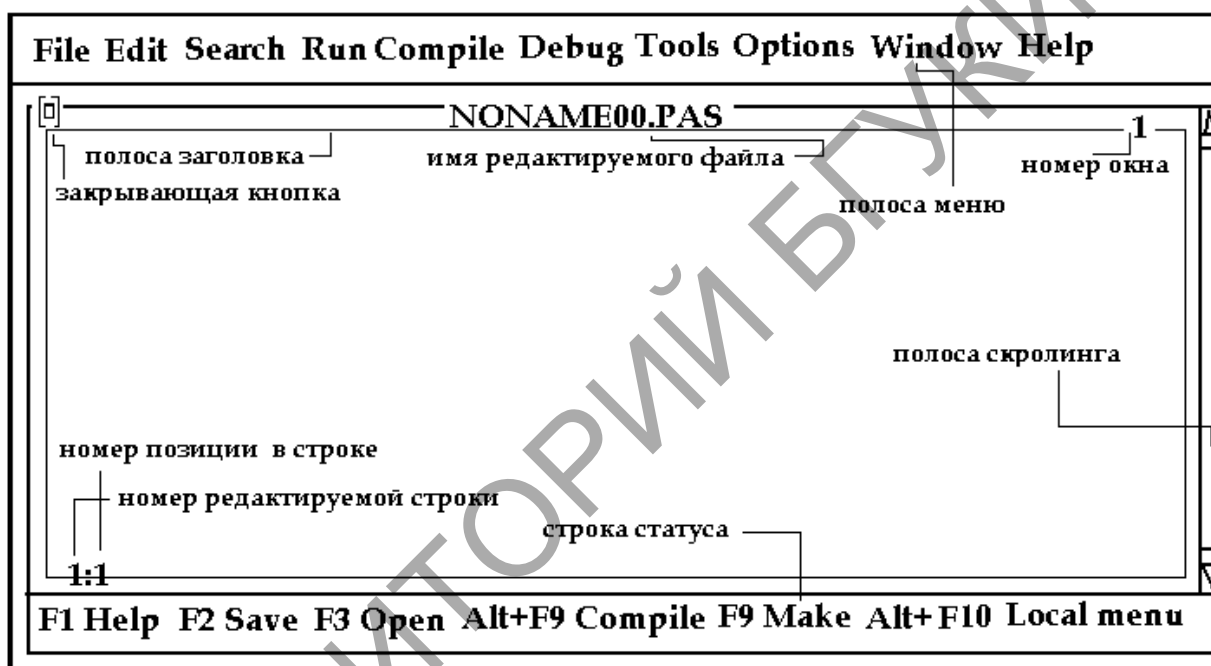 File Edit Search Run Compile Debug Tools Options Window Help
NONAME00.PAS
1
полоса заголовка
имя редактируемого файла
номер окна
закрывающая кнопка
полоса меню
полоса скролинга
номер позиции в строке
номер редактируемой строки
строка статуса
1:1
F1 Help F2 Save F3 Open Alt+F9 Compile F9 Make Alt+F10 Local menu
ИТОРИЙ БГУКИ